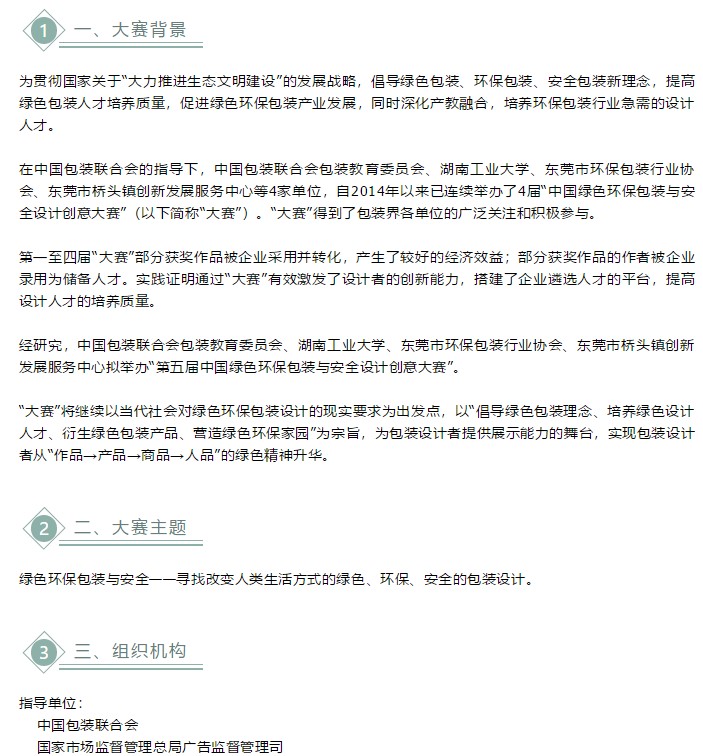 1 一、大赛背景
为贯彻国家关于“大力推进生态文明建设”的发展战略，倡导绿色包装、环保包装、安全包装新理念，提高
绿色包装人才培养质量，促进绿色环保包装产业发展，同时深化产教融合，培养环保包装行业急需的设计
人才。
在中国包装联合会的指导下，中国包装联合会包装教育委员会、湖南工业大学、东莞市环保包装行业协
会、东莞市桥头镇创新发展服务中心等4家单位，自2014年以来已连续举办了4届“中国绿色环保包装与安
全设计创意大赛”（以下简称“大赛”）。“大赛”得到了包装界各单位的广泛关注和积极参与。
第一至四届“大赛”部分获奖作品被企业采用并转化，产生了较好的经济效益；部分获奖作品的作者被企业
录用为储备人才。实践证明通过“大赛”有效激发了设计者的创新能力，搭建了企业遴选人才的平台，提高
设计人才的培养质量。
经研究，中国包装联合会包装教育委员会、湖南工业大学、东莞市环保包装行业协会、东莞市桥头镇创新
发展服务中心拟举办“第五届中国绿色环保包装与安全设计创意大赛”。
“大赛”将继续以当代社会对绿色环保包装设计的现实要求为出发点，以“倡导绿色包装理念、培养绿色设计
人才、衍生绿色包装产品、营造绿色环保家园”为宗旨，为包装设计者提供展示能力的舞台，实现包装设计
者从“作品→产品→商品→人品”的绿色精神升华。
2 二、大赛主题
绿色环保包装与安全——寻找改变人类生活方式的绿色、环保、安全的包装设计。
3 三、组织机构
指导单位：
中国包装联合会
国家市场监督管理总局广告监督管理司